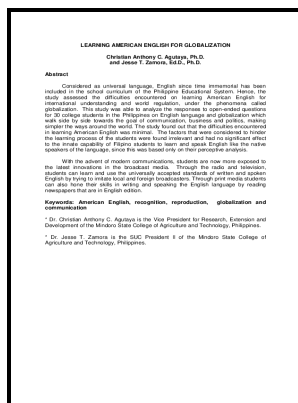 LEARNING AMERICAN ENGLISH FOR GLOBALIZATION
Christian Anthony C. Agutaya, Ph.D.
and Jesse T. Zamora, Ed.D., Ph.D.
Abstract
Considered as universal language, English since time immemorial has been
included in the school curriculum of the Philippine Educational System. Hence, the
study assessed the difficulties encountered on learning American English for
international understanding and world regulation, under the phenomena called
globalization. This study was able to analyze the responses to open-ended questions
for 30 college students in the Philippines on English language and globalization which
walk side by side towards the goal of communication, business and politics, making
simpler the ways around the world. The study found out that the difficulties encountered
in learning American English was minimal. The factors that were considered to hinder
the learning process of the students were found irrelevant and had no significant effect
to the innate capability of Filipino students to learn and speak English like the native
speakers of the language, since this was based only on their perceptive analysis.
With the advent of modern communications, students are now more exposed to
the latest innovations in the broadcast media. Through the radio and television,
students can learn and use the universally accepted standards of written and spoken
English by trying to imitate local and foreign broadcasters. Through print media students
can also hone their skills in writing and speaking the English language by reading
newspapers that are in English edition.
Keywords: American English, recognition, reproduction, globalization and
communication
* Dr. Christian Anthony C. Agutaya is the Vice President for Research, Extension and
Development of the Mindoro State College of Agriculture and Technology, Philippines.
* Dr. Jesse T. Zamora is the SUC President II of the Mindoro State College of
Agriculture and Technology, Philippines.